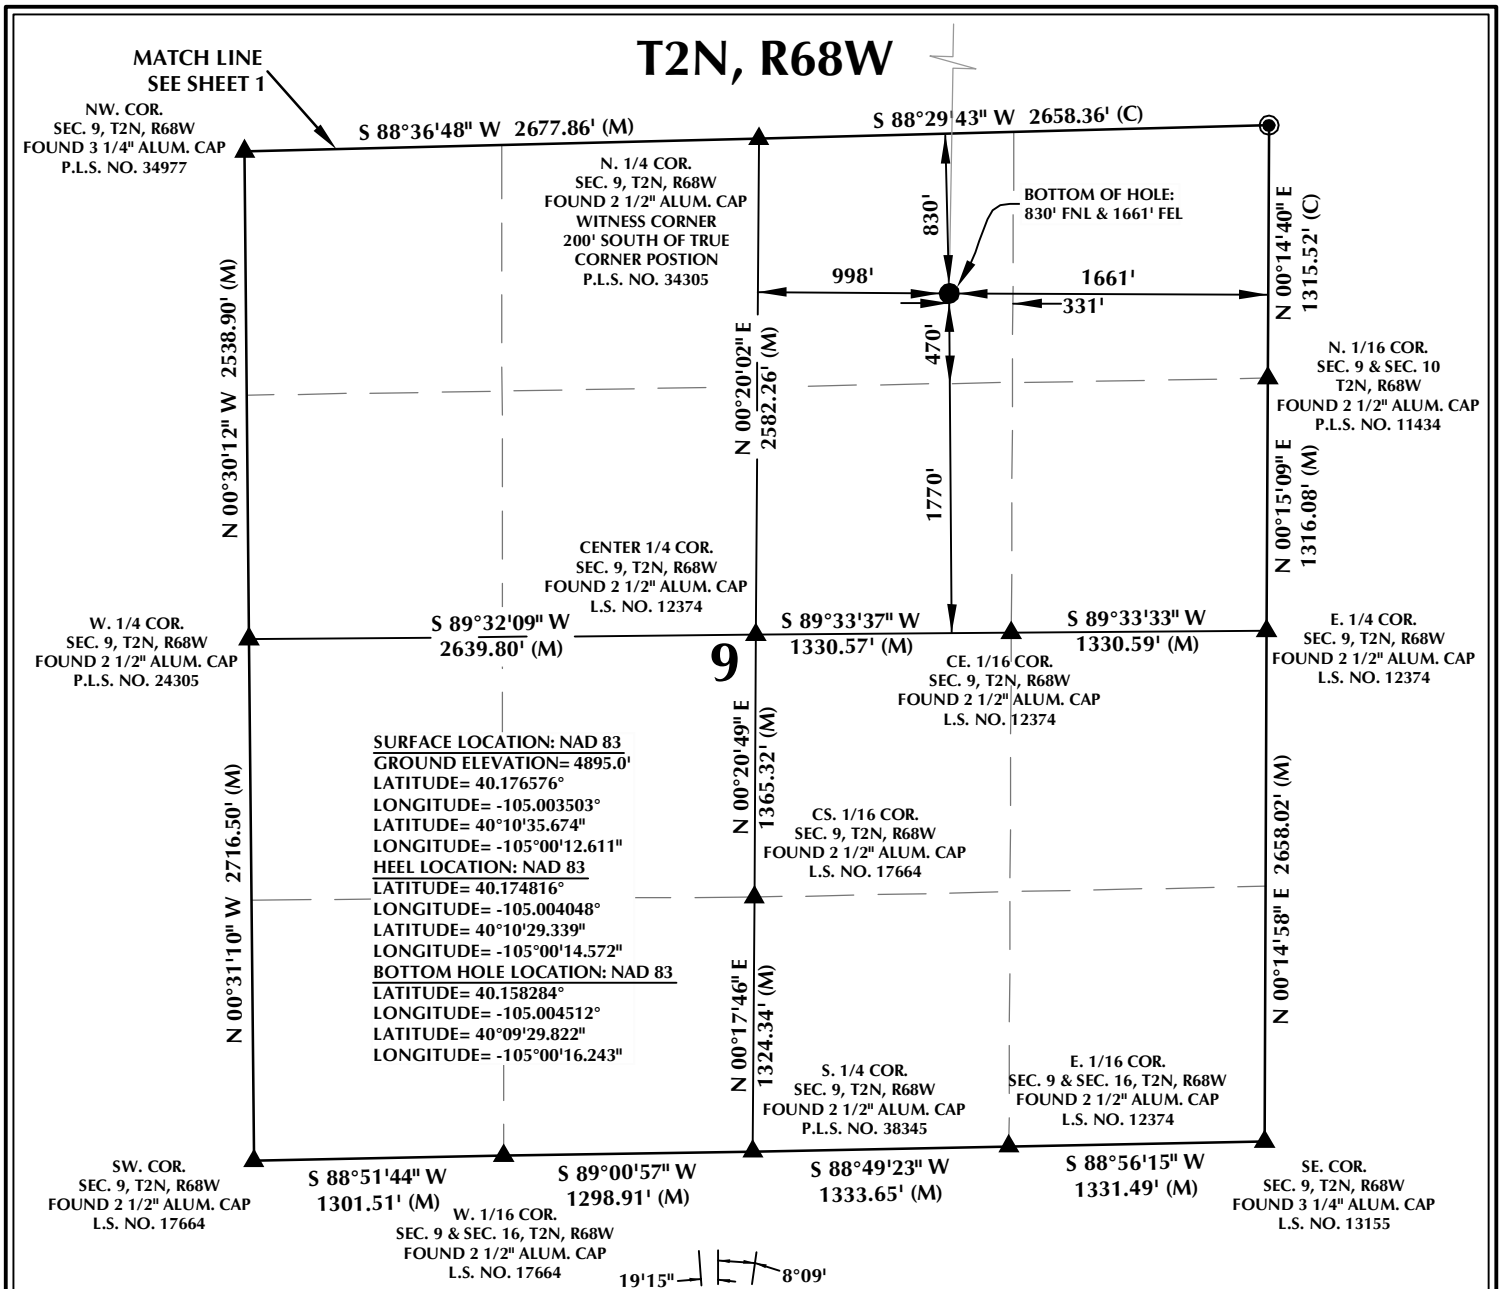 T2N, R68W
MATCH LINE
SEE SHEET 1
NW. COR.
SEC. 9, T2N, R68W
FOUND 3 1/4" ALUM. CAP
P.L.S. NO. 34977
S 88°36'48" W 2677.86' (M)
S 88°29'43" W 2658.36' (C)
N. 1/4 COR.
SEC. 9, T2N, R68W
FOUND 2 1/2" ALUM. CAP
WITNESS CORNER
200' SOUTH OF TRUE
CORNER POSTION
P.L.S. NO. 34305
830'
BOTTOM OF HOLE:
830' FNL & 1661' FEL
N 00°14'40" E
1315.52' (C)
998'
1661'
331'
470'
N 00°30'12" W 2538.90' (M)
N 00°20'02" E
2582.26' (M)
N. 1/16 COR.
SEC. 9 & SEC. 10
T2N, R68W
FOUND 2 1/2" ALUM. CAP
P.L.S. NO. 11434
1770'
N 00°15'09" E
1316.08' (M)
CENTER 1/4 COR.
SEC. 9, T2N, R68W
FOUND 2 1/2" ALUM. CAP
L.S. NO. 12374
W. 1/4 COR.
SEC. 9, T2N, R68W
FOUND 2 1/2" ALUM. CAP
P.L.S. NO. 24305
S 89°32'09" W
2639.80' (M)
S 89°33'37" W
1330.57' (M)
S 89°33'33" W
1330.59' (M)
E. 1/4 COR.
SEC. 9, T2N, R68W
FOUND 2 1/2" ALUM. CAP
L.S. NO. 12374
9
CE. 1/16 COR.
SEC. 9, T2N, R68W
FOUND 2 1/2" ALUM. CAP
L.S. NO. 12374
SURFACE LOCATION: NAD 83
GROUND ELEVATION= 4895.0'
LATITUDE= 40.176576°
LONGITUDE= -105.003503°
LATITUDE= 40°10'35.674"
LONGITUDE= -105°00'12.611"
HEEL LOCATION: NAD 83
LATITUDE= 40.174816°
LONGITUDE= -105.004048°
LATITUDE= 40°10'29.339"
LONGITUDE= -105°00'14.572"
BOTTOM HOLE LOCATION: NAD 83
LATITUDE= 40.158284°
LONGITUDE= -105.004512°
LATITUDE= 40°09'29.822"
LONGITUDE= -105°00'16.243"
N 00°31'10" W 2716.50' (M)
N 00°20'49" E
1365.32' (M)
CS. 1/16 COR.
SEC. 9, T2N, R68W
FOUND 2 1/2" ALUM. CAP
L.S. NO. 17664
N 00°14'58" E 2658.02' (M)
N 00°17'46" E
1324.34' (M)
S. 1/4 COR.
SEC. 9, T2N, R68W
FOUND 2 1/2" ALUM. CAP
P.L.S. NO. 38345
E. 1/16 COR.
SEC. 9 & SEC. 16, T2N, R68W
FOUND 2 1/2" ALUM. CAP
L.S. NO. 12374
SW. COR.
SEC. 9, T2N, R68W
FOUND 2 1/2" ALUM. CAP
L.S. NO. 17664
S 88°51'44" W
1301.51' (M)
S 89°00'57" W
1298.91' (M)
S 88°49'23" W
1333.65' (M)
S 88°56'15" W
1331.49' (M)
SE. COR.
SEC. 9, T2N, R68W
FOUND 3 1/4" ALUM. CAP
L.S. NO. 13155
W. 1/16 COR.
SEC. 9 & SEC. 16, T2N, R68W
FOUND 2 1/2" ALUM. CAP
L.S. NO. 17664
19'15"
8°09'